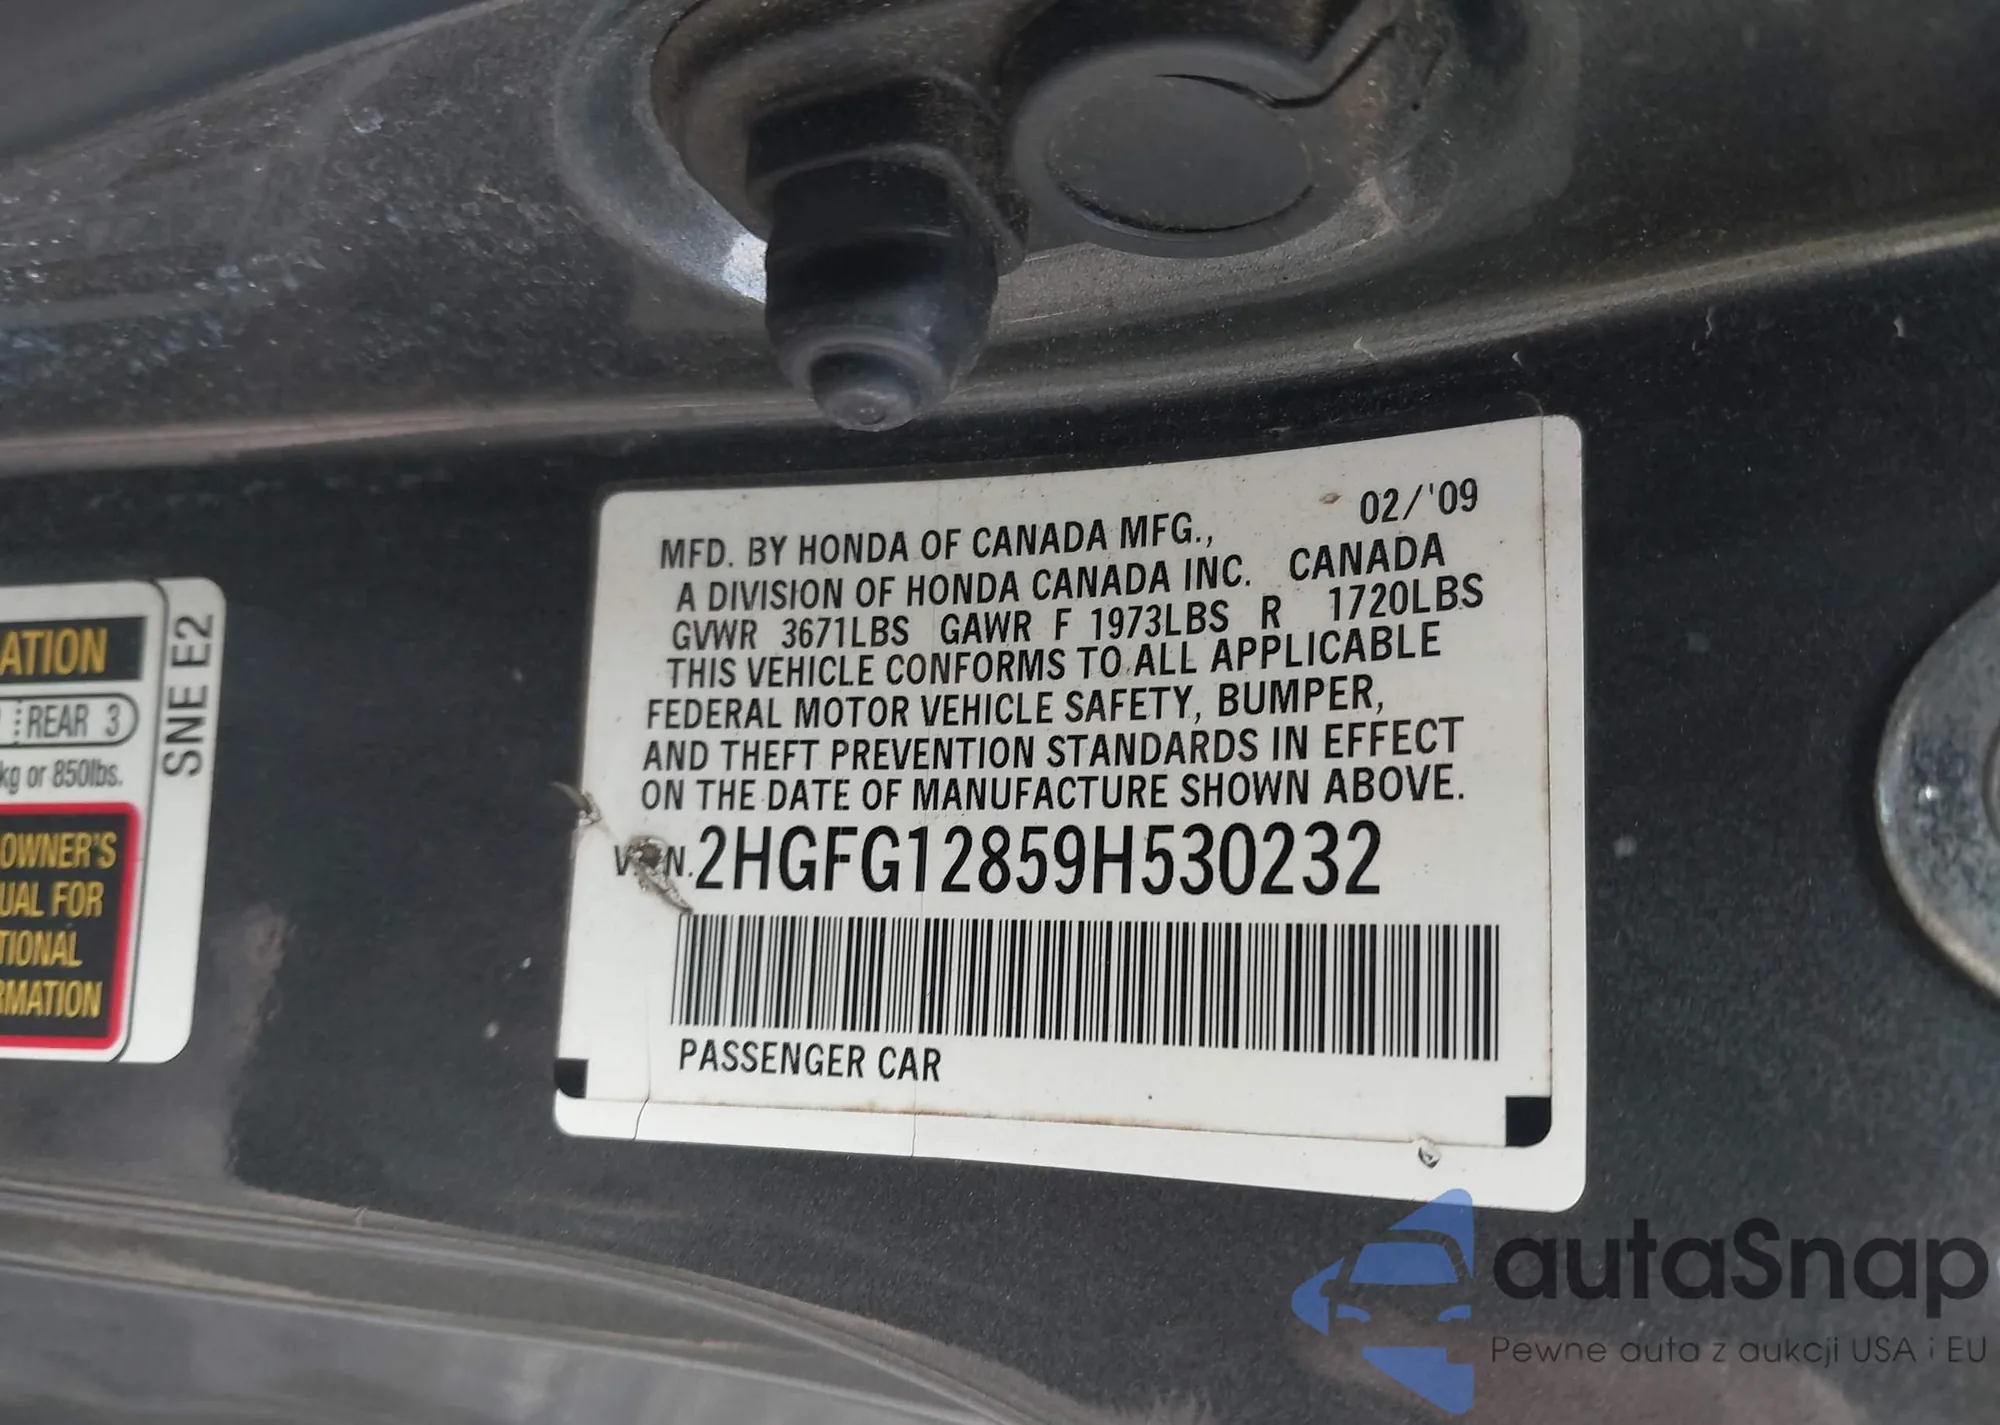 ATION
REAR 3
kg or 850lbs.
OWNER'S
UAL FOR
TIONAL
RMATION
SNE E2
02/'09
MFD. BY HONDA OF CANADA MFG.,
A DIVISION OF HONDA CANADA INC. CANADA
GVWR 3671LBS GAWR F 1973LBS R 1720LBS
THIS VEHICLE CONFORMS TO ALL APPLICABLE
FEDERAL MOTOR VEHICLE SAFETY, BUMPER,
AND THEFT PREVENTION STANDARDS IN EFFECT
ON THE DATE OF MANUFACTURE SHOWN ABOVE.
V.I.N. 2HGFG12859H530232
PASSENGER CAR
autaSnap
Pewne auta z aukcji USA i EU